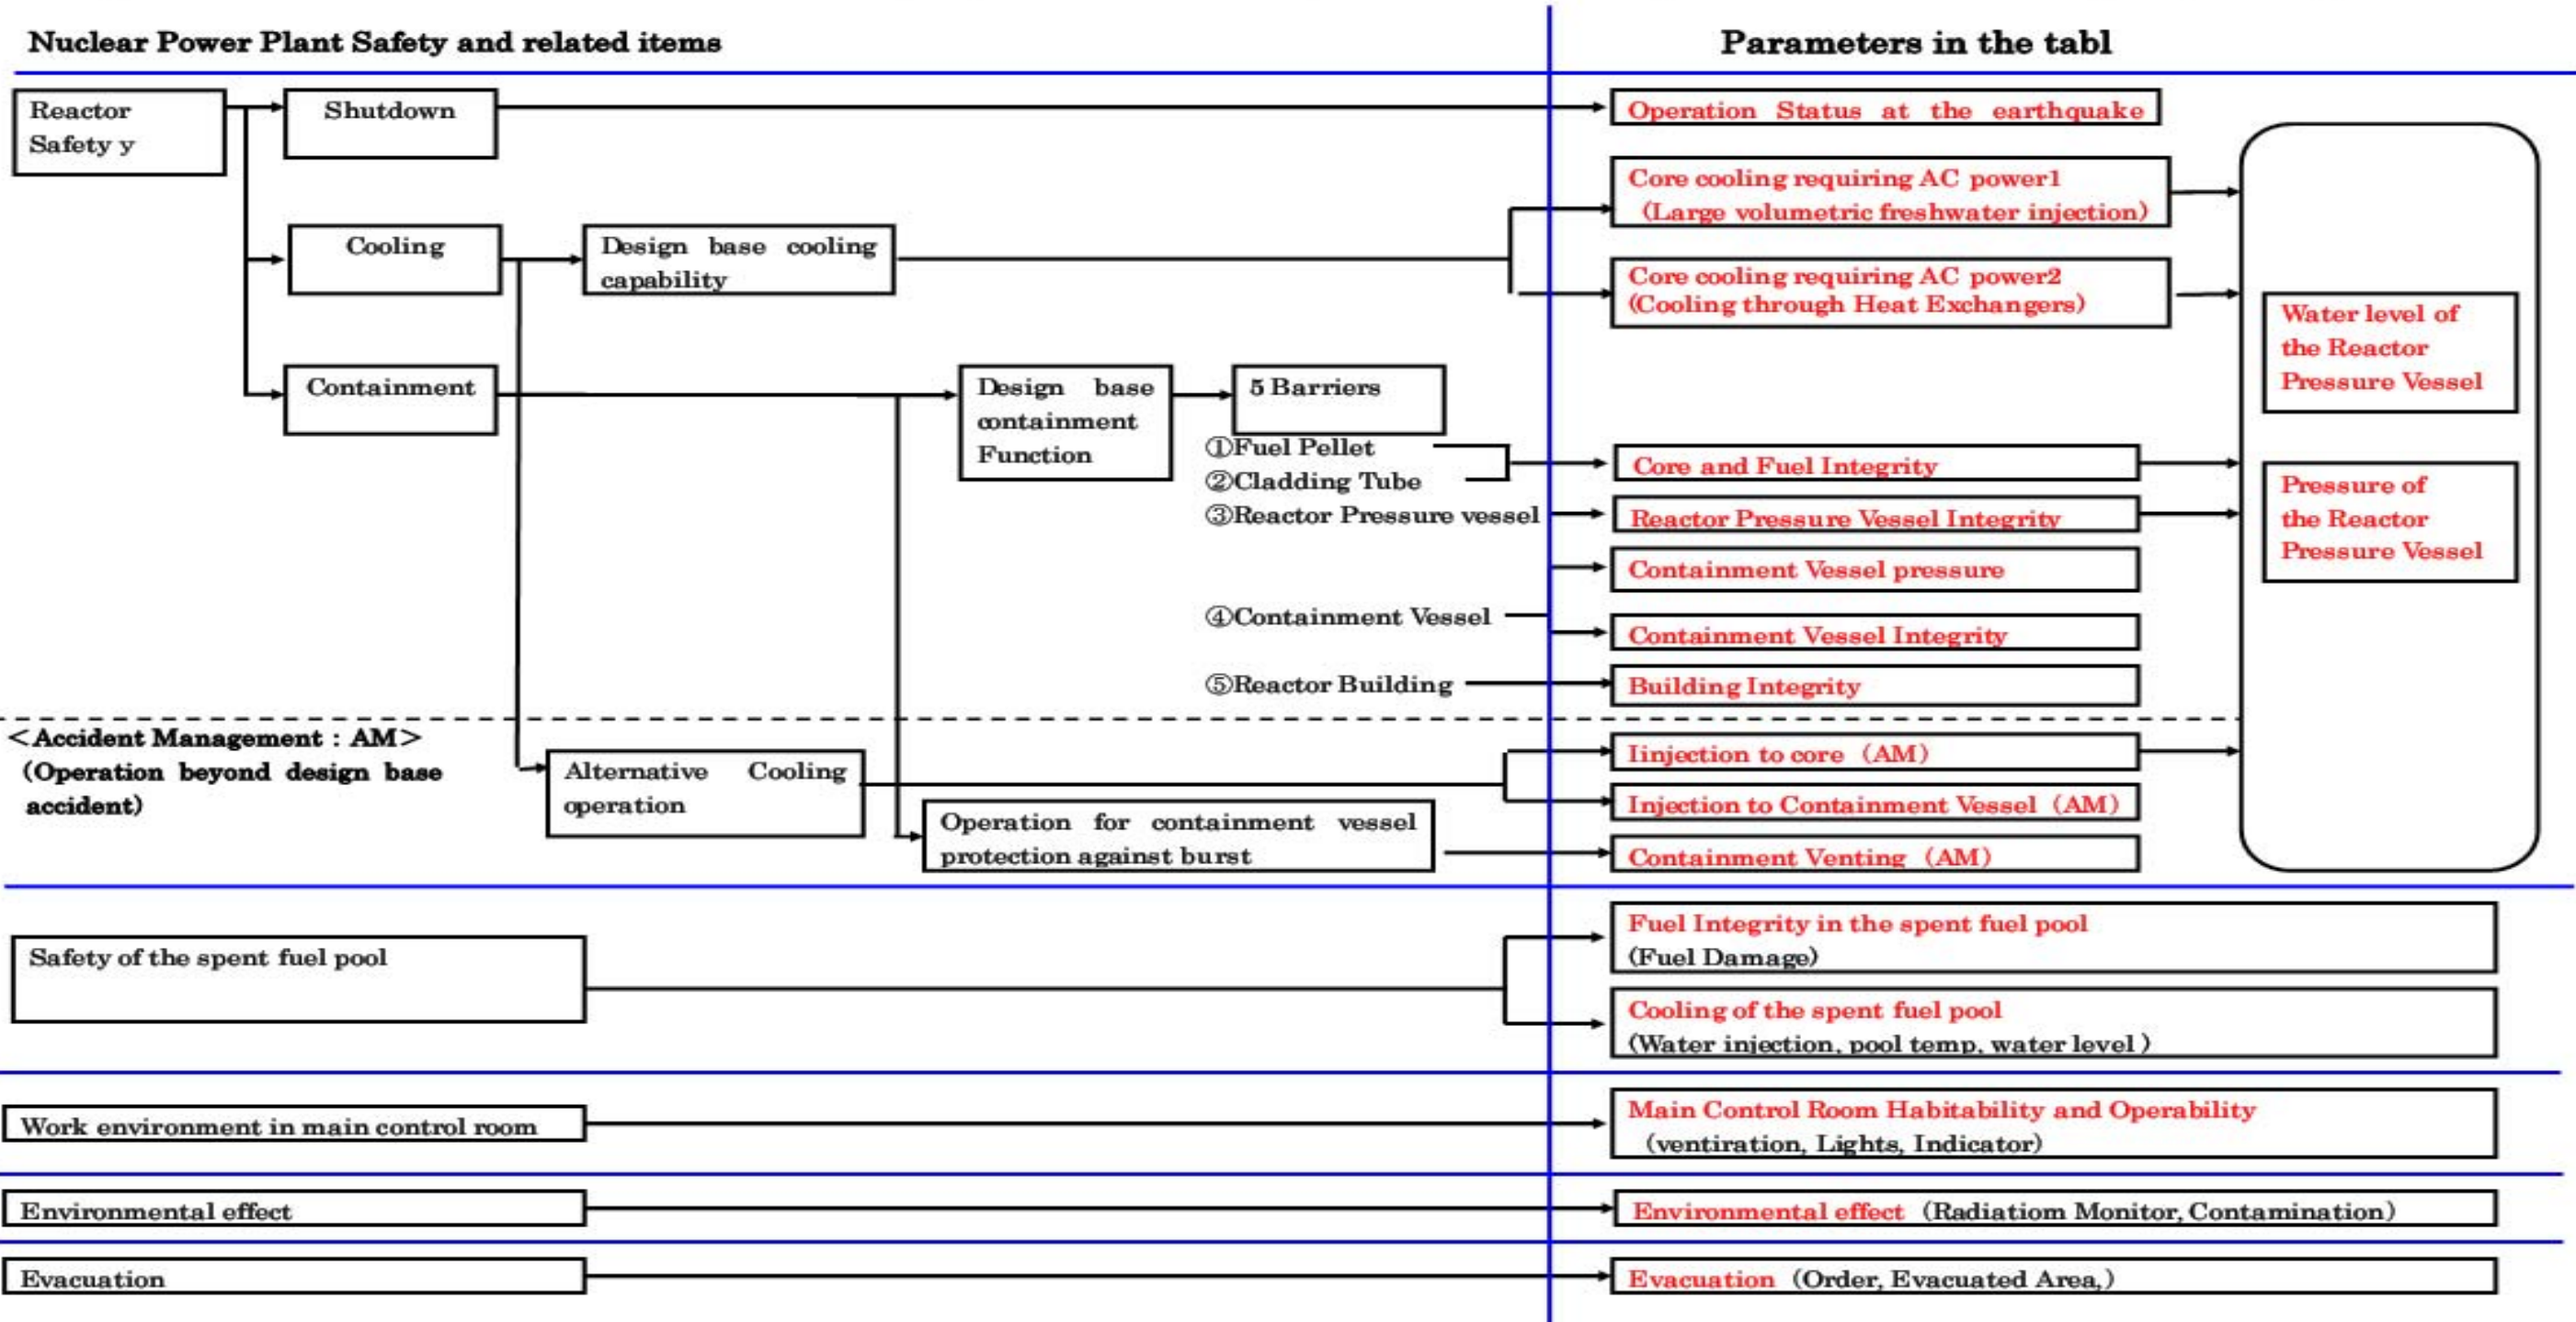 Nuclear Power Plant Safety and related items
Parameters in the tabl
Reactor
Safety y
Shutdown
Operation Status at the earthquake
Core cooling requiring AC power1
(Large volumetric freshwater injection)
Cooling
Design base cooling
capability
Core cooling requiring AC power2
(Cooling through Heat Exchangers)
Water level of
the Reactor
Pressure Vessel
Containment
Design base
containment
Function
5 Barriers
①Fuel Pellet
②Cladding Tube
③Reactor Pressure vessel
Core and Fuel Integrity
Reactor Pressure Vessel Integrity
Pressure of
the Reactor
Pressure Vessel
Containment Vessel pressure
④Containment Vessel
Containment Vessel Integrity
⑤Reactor Building
Building Integrity
<Accident Management : AM>
(Operation beyond design base
accident)
Alternative Cooling
operation
Iinjection to core (AM)
Injection to Containment Vessel (AM)
Operation for containment vessel
protection against burst
Containment Venting (AM)
Safety of the spent fuel pool
Fuel Integrity in the spent fuel pool
(Fuel Damage)
Cooling of the spent fuel pool
(Water injection, pool temp, water level )
Work environment in main control room
Main Control Room Habitability and Operability
(ventiration, Lights, Indicator)
Environmental effect
Environmental effect (Radiatiom Monitor, Contamination)
Evacuation
Evacuation (Order, Evacuated Area,)